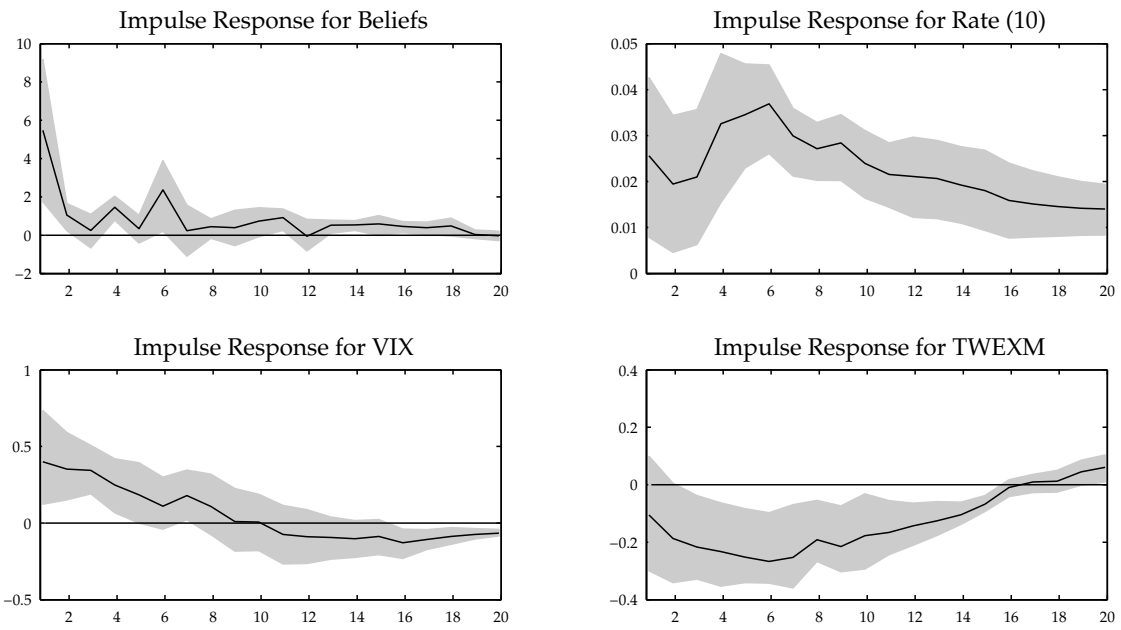 Impulse Response for Beliefs
10
8
6
4
2
0
−2
2 4 6 8 10 12 14 16 18 20
Impulse Response for Rate (10)
0.05
0.04
0.03
0.02
0.01
0
2 4 6 8 10 12 14 16 18 20
Impulse Response for VIX
1
0.5
0
−0.5
2 4 6 8 10 12 14 16 18 20
Impulse Response for TWEXM
0.4
0.2
0
−0.2
−0.4
2 4 6 8 10 12 14 16 18 20